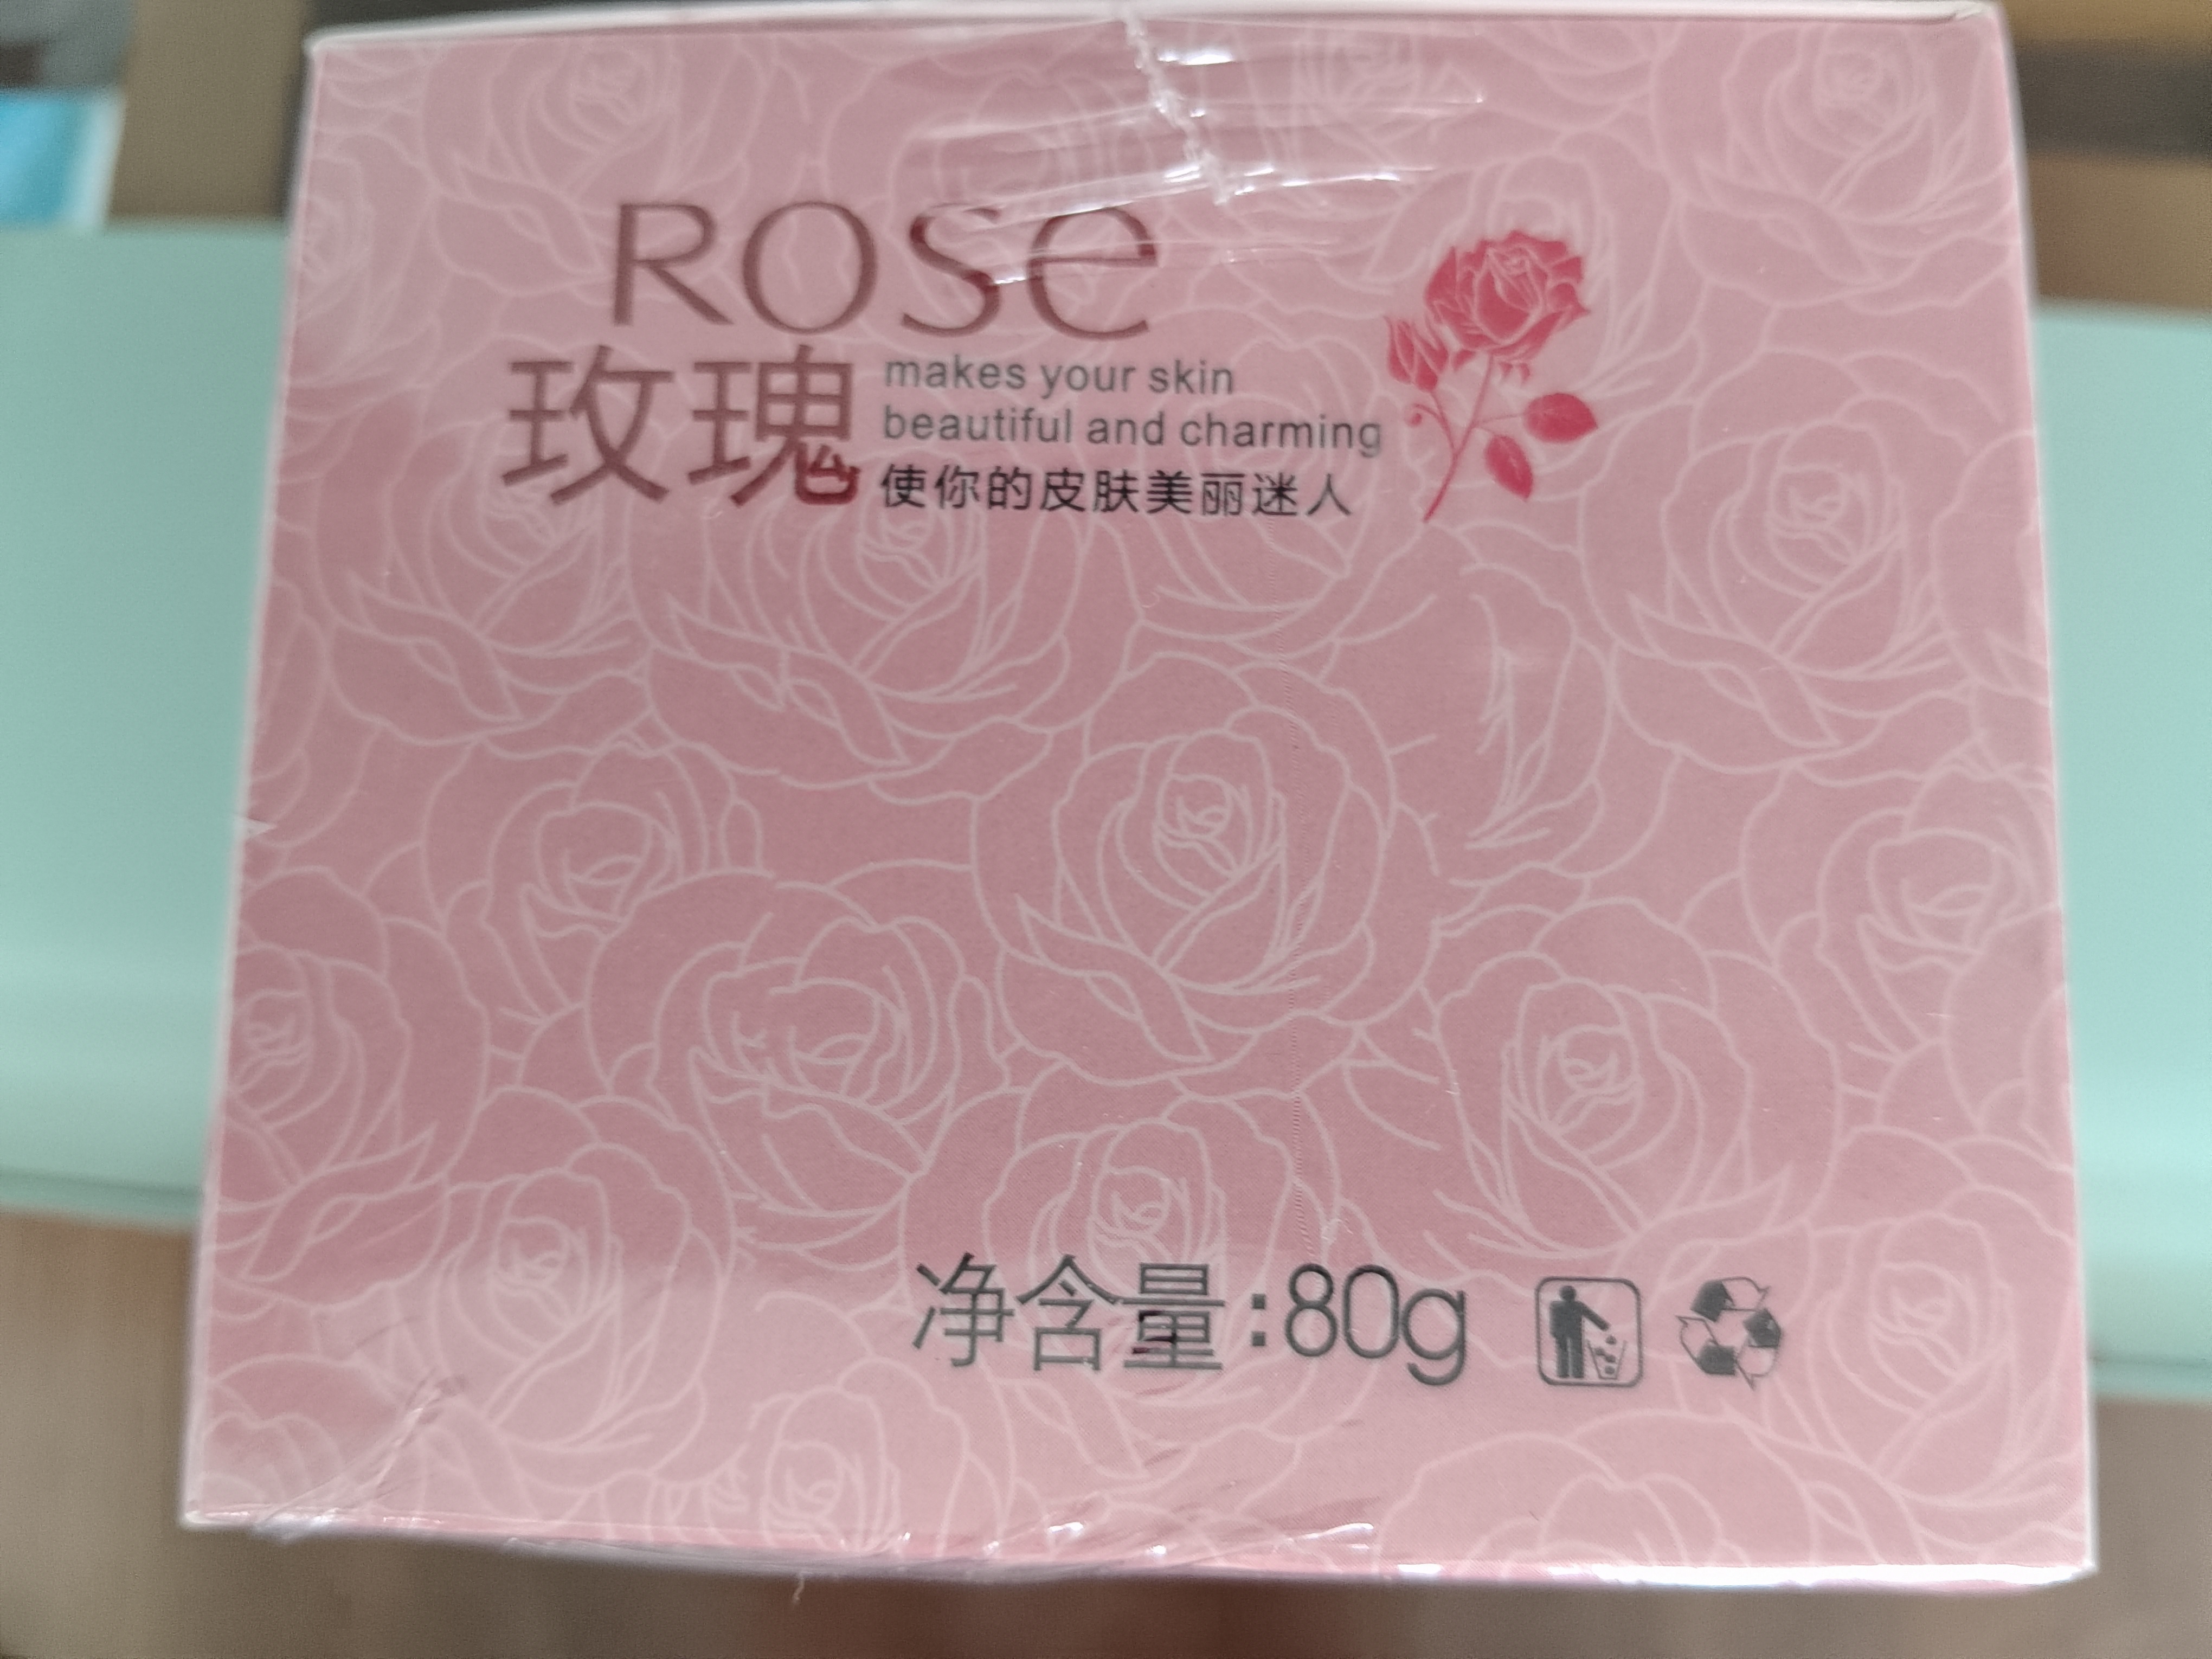 Rose
玫瑰
makes your skin
beautiful and charming
使你的皮肤美丽迷人
净含量:80g